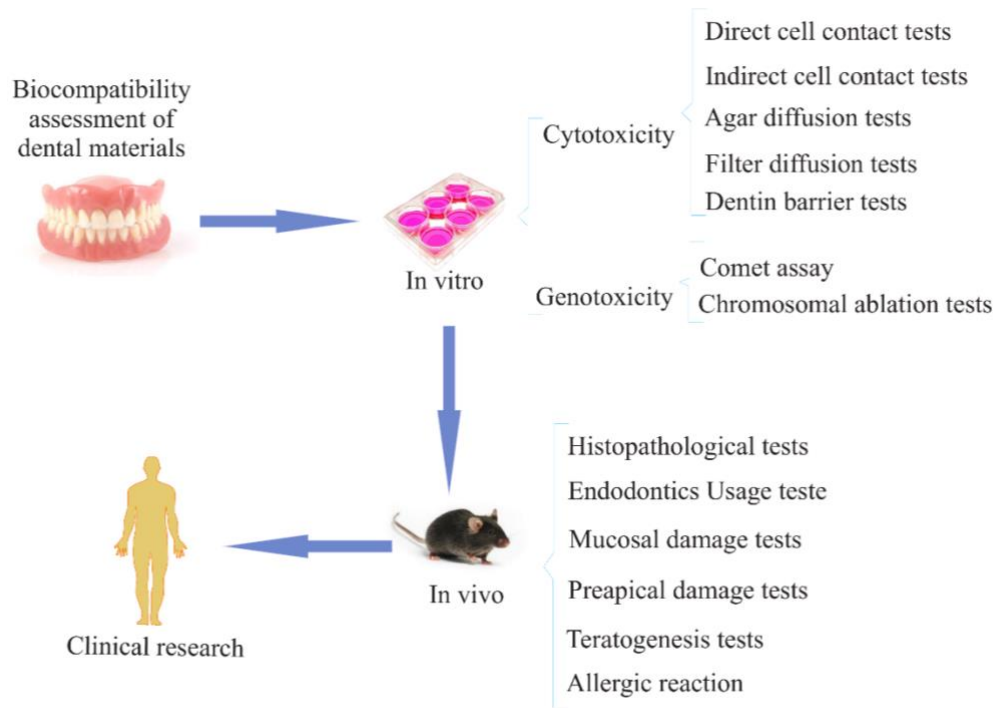 Biocompatibility
assessment of
dental materials
In vitro
Cytotoxicity
Direct cell contact tests
Indirect cell contact tests
Agar diffusion tests
Filter diffusion tests
Dentin barrier tests
Genotoxicity
Comet assay
Chromosomal ablation tests
In vivo
Histopathological tests
Endodontics Usage teste
Mucosal damage tests
Preapical damage tests
Teratogenesis tests
Allergic reaction
Clinical research